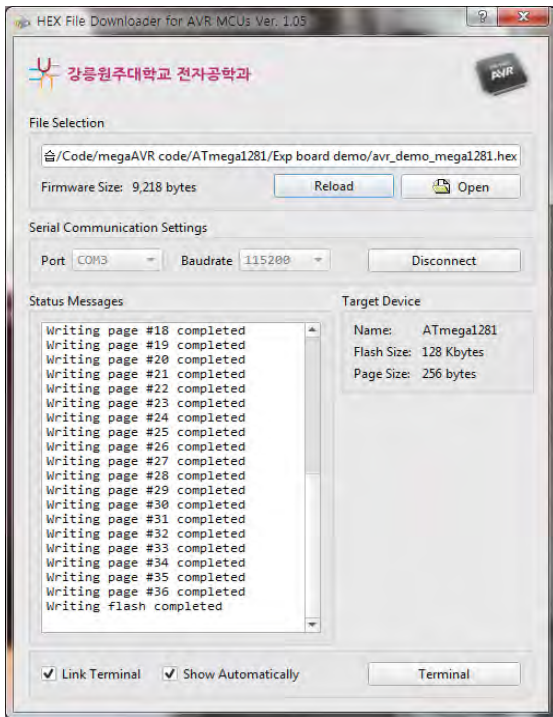 HEX File Downloader for AVR MCUs Ver. 1.05
강릉원주대학교 전자공학과
AVR
File Selection
습/Code/megaAVR code/ATmega1281/Exp board demo/avr_demo_mega1281.hex
Firmware Size: 9,218 bytes
Reload
Open
Serial Communication Settings
Port COM3 Baudrate 115200 Disconnect
Status Messages
Writing page #18 completed
Writing page #19 completed
Writing page #20 completed
Writing page #21 completed
Writing page #22 completed
Writing page #23 completed
Writing page #24 completed
Writing page #25 completed
Writing page #26 completed
Writing page #27 completed
Writing page #28 completed
Writing page #29 completed
Writing page #30 completed
Writing page #31 completed
Writing page #32 completed
Writing page #33 completed
Writing page #34 completed
Writing page #35 completed
Writing page #36 completed
Writing flash completed
Target Device
Name: ATmega1281
Flash Size: 128 Kbytes
Page Size: 256 bytes
Link Terminal
Show Automatically
Terminal